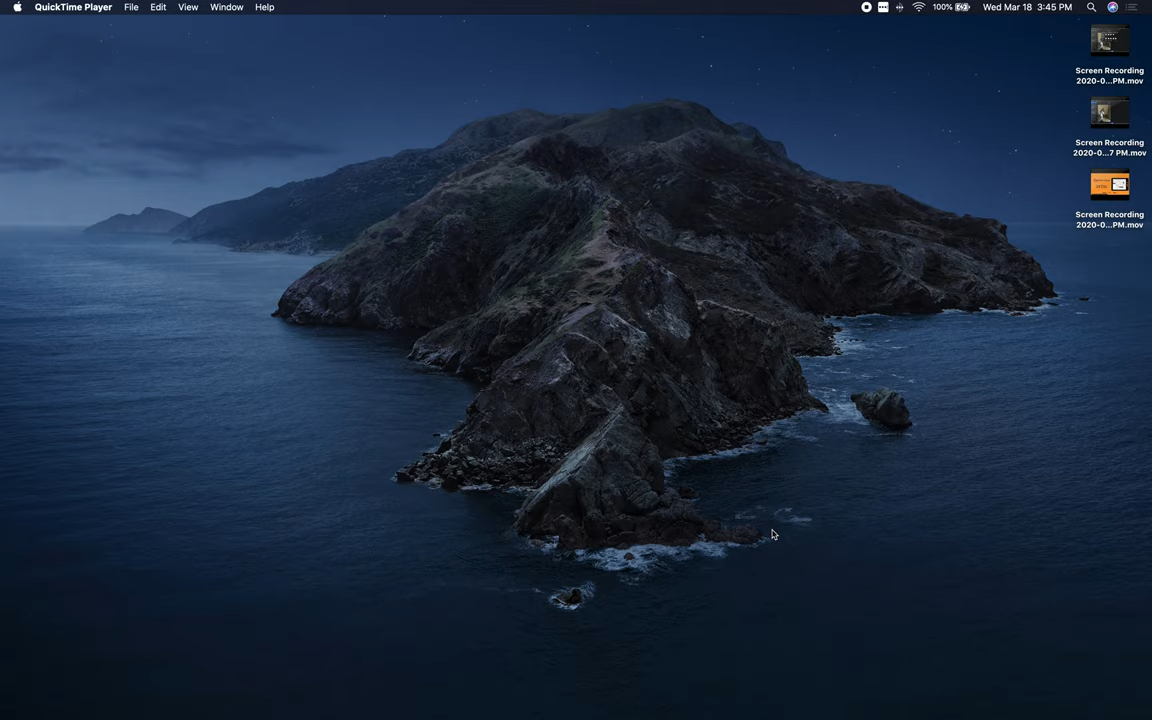 QuickTime Player File Edit View Window Help 100% Wed Mar 18 3:45 PM
Screen Recording
2020-0...PM.mov
Screen Recording
2020-0...7 PM.mov
Screen Recording
2020-0...PM.mov